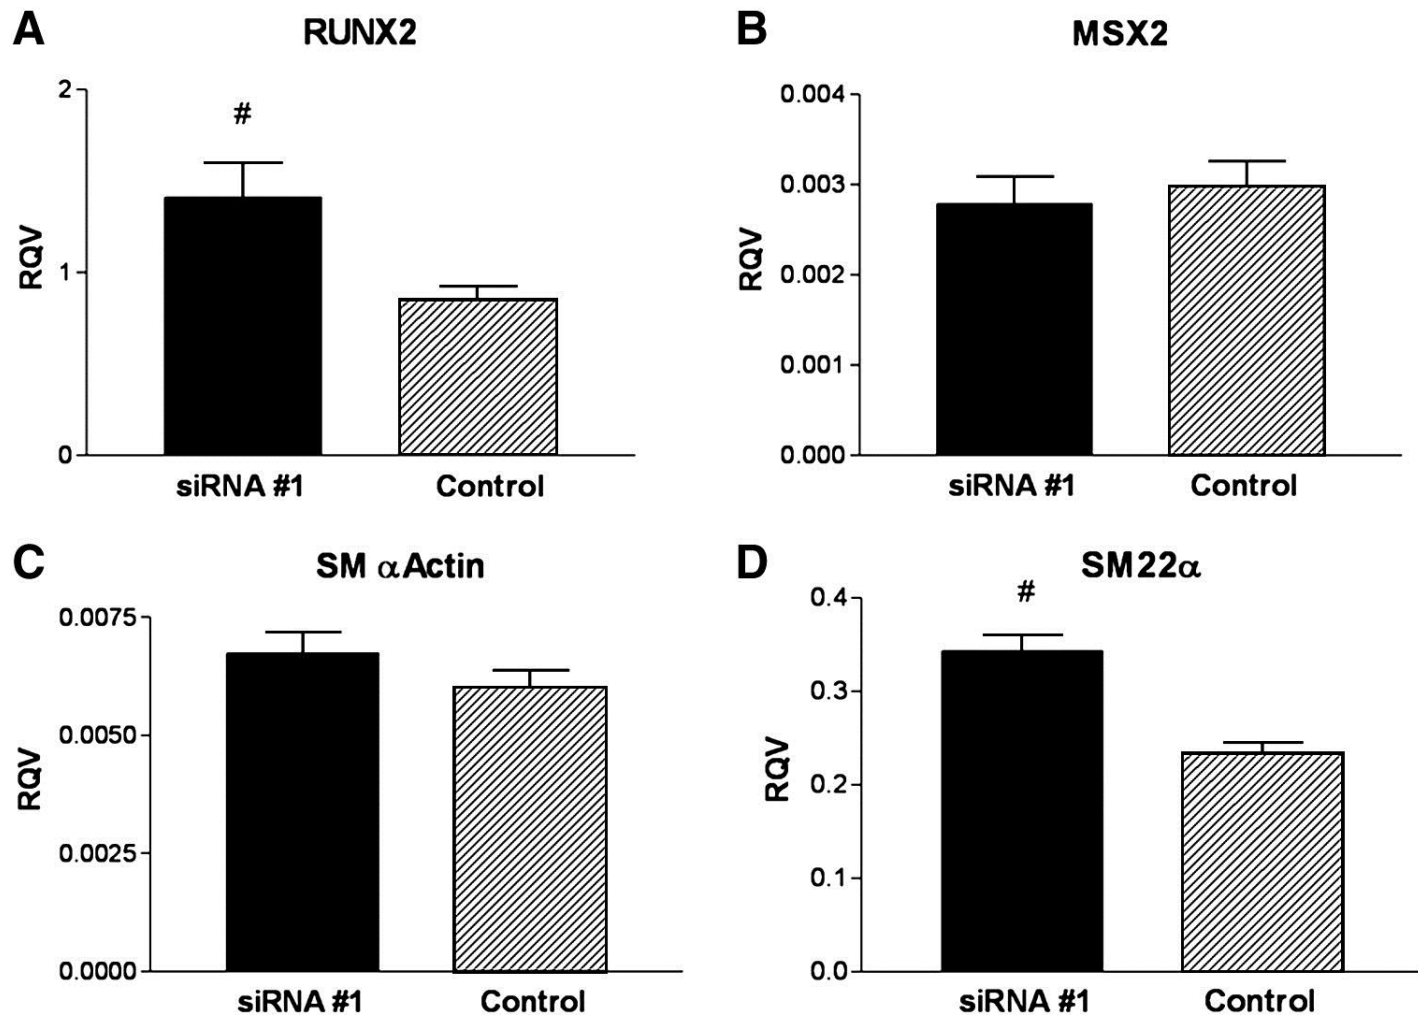 A
RUNX2
#
2
1
0
RQV
siRNA #1
Control
B
MSX2
0.004
0.003
0.002
0.001
0.000
RQV
siRNA #1
Control
C
SM αActin
0.0075
0.0050
0.0025
0.0000
RQV
siRNA #1
Control
D
SM22α
#
0.4
0.3
0.2
0.1
0.0
RQV
siRNA #1
Control